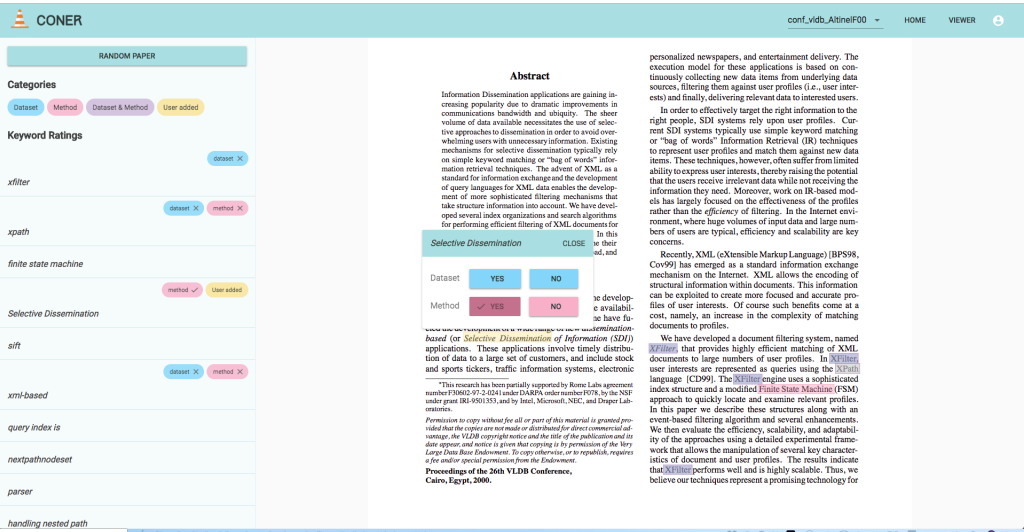 CONER
conf_vldb_AltinelF00
HOME
VIEWER
RANDOM PAPER
Categories
Dataset
Method
Dataset & Method
User added
Keyword Ratings
dataset ✕
xfilter
dataset ✕
method ✕
xpath
finite state machine
method ✓
User added
Selective Dissemination
sift
dataset ✕
method ✕
xml-based
query index is
nextpathnodeset
parser
handling nested path
Abstract
Information Dissemination applications are gaining in-
creasing popularity due to dramatic improvements in
communications bandwidth and ubiquity. The sheer
volume of data available necessitates the use of selec-
tive approaches to dissemination in order to avoid over-
whelming users with unnecessary information. Existing
mechanisms for selective dissemination typically rely
on simple keyword matching or “bag of words” infor-
mation retrieval techniques. The advent of XML as a
standard for information exchange and the development
of query languages for XML data enables the develop-
ment of more sophisticated filtering mechanisms that
take structure information into account. We have devel-
oped several index organizations and search algorithms
for performing efficient filtering of XML documents for
In this
their
and
Selective Dissemination
CLOSE
Dataset
YES
NO
Method
✓ YES
NO
develop-
availabil-
have fu-
eled the development of a wide range of new dissemination-
based (or Selective Dissemination of Information (SDI))
applications. These applications involve timely distribu-
tion of data to a large set of customers, and include stock
and sports tickers, traffic information systems, electronic
*This research has been partially supported by Rome Labs agreement
number F30602-97-2-0241 under DARPA order number F078, by the NSF
under grant IRI-9501353, and by Intel, Microsoft, NEC, and Draper Lab-
oratories.
Permission to copy without fee all or part of this material is granted pro-
vided that the copies are not made or distributed for direct commercial ad-
vantage, the VLDB copyright notice and the title of the publication and its
date appear, and notice is given that copying is by permission of the Very
Large Data Base Endowment. To copy otherwise, or to republish, requires
a fee and/or special permission from the Endowment.
Proceedings of the 26th VLDB Conference,
Cairo, Egypt, 2000.
personalized newspapers, and entertainment delivery. The
execution model for these applications is based on con-
tinuously collecting new data items from underlying data
sources, filtering them against user profiles (i.e., user inter-
ests) and finally, delivering relevant data to interested users.
In order to effectively target the right information to the
right people, SDI systems rely upon user profiles. Cur-
rent SDI systems typically use simple keyword matching
or “bag of words” Information Retrieval (IR) techniques
to represent user profiles and match them against new data
items. These techniques, however, often suffer from limited
ability to express user interests, thereby raising the potential
that the users receive irrelevant data while not receiving the
information they need. Moreover, work on IR-based mod-
els has largely focused on the effectiveness of the profiles
rather than the efficiency of filtering. In the Internet envi-
ronment, where huge volumes of input data and large num-
bers of users are typical, efficiency and scalability are key
concerns.
Recently, XML (eXtensible Markup Language) [BPS98,
Cov99] has emerged as a standard information exchange
mechanism on the Internet. XML allows the encoding of
structural information within documents. This information
can be exploited to create more focused and accurate pro-
files of user interests. Of course such benefits come at a
cost, namely, an increase in the complexity of matching
documents to profiles.
We have developed a document filtering system, named
XFilter, that provides highly efficient matching of XML
documents to large numbers of user profiles. In XFilter,
user interests are represented as queries using the XPath
language [CD99]. The XFilter engine uses a sophisticated
index structure and a modified Finite State Machine (FSM)
approach to quickly locate and examine relevant profiles.
In this paper we describe these structures along with an
event-based filtering algorithm and several enhancements.
We then evaluate the efficiency, scalability, and adaptabil-
ity of the approaches using a detailed experimental frame-
work that allows the manipulation of several key character-
istics of document and user profiles. The results indicate
that XFilter performs well and is highly scalable. Thus, we
believe our techniques represent a promising technology for